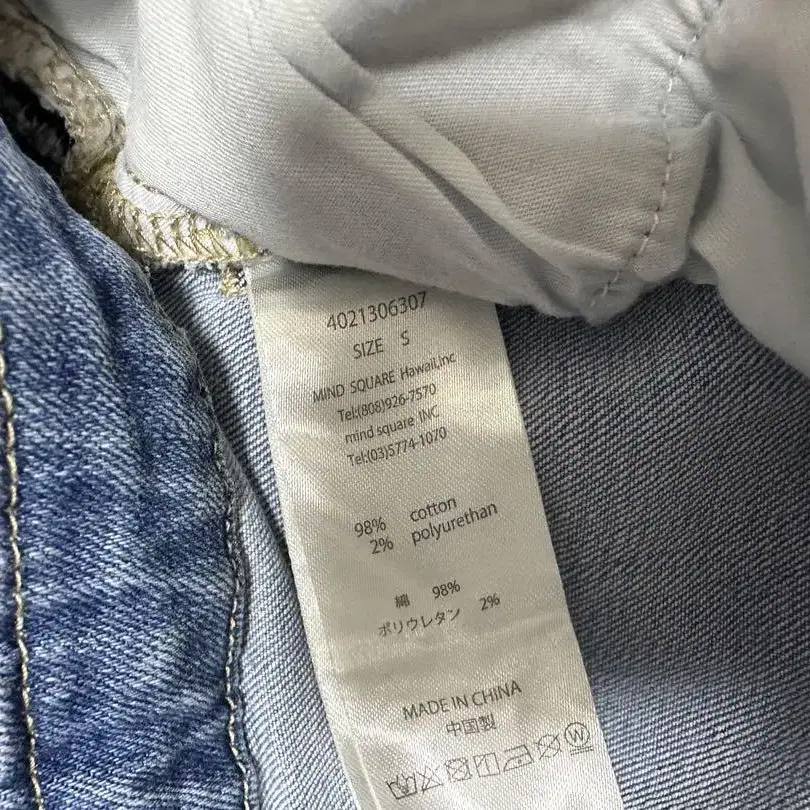 4021306307
SIZE S
MIND SQUARE Hawaii,inc
Tel:(808)926-7570
mind square INC
Tel:(03)5774-1070
98% cotton
2% polyurethan
綿 98%
ポリウレタン 2%
MADE IN CHINA
中国製
W